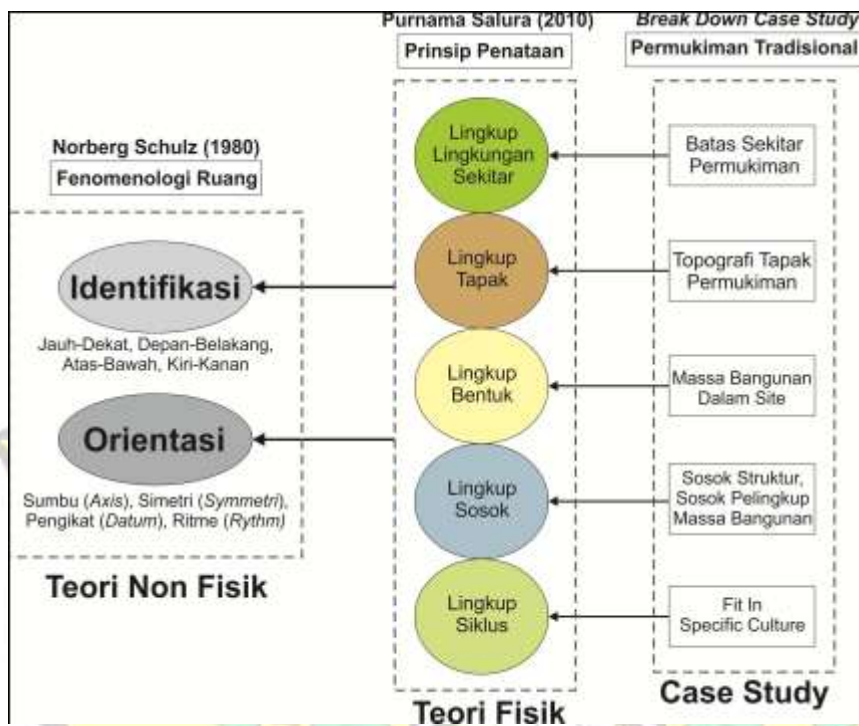 Purnama Salura (2010)
Prinsip Penataan
Break Down Case Study
Permukiman Tradisional
Norberg Schulz (1980)
Fenomenologi Ruang
Identifikasi
Jauh-Dekat, Depan-Belakang,
Atas-Bawah, Kiri-Kanan
Orientasi
Sumbu (Axis), Simetri (Symmetri),
Pengikat (Datum), Ritme (Rythm)
Teori Non Fisik
Lingkup
Lingkungan
Sekitar
Lingkup
Tapak
Lingkup
Bentuk
Lingkup
Sosok
Lingkup
Siklus
Teori Fisik
Batas Sekitar
Permukiman
Topografi Tapak
Permukiman
Massa Bangunan
Dalam Site
Sosok Struktur,
Sosok Pelingkup
Massa Bangunan
Fit In
Specific Culture
Case Study